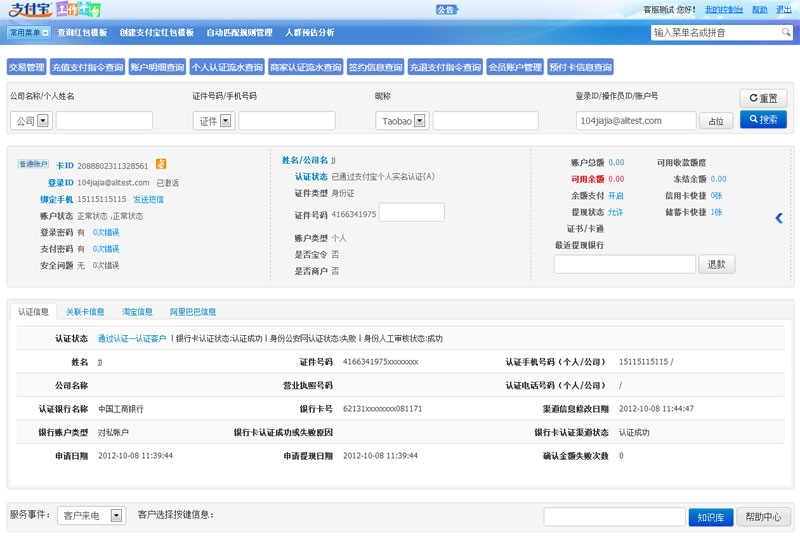 支付宝 工作平台 公告 客服测试 您好! 我的控制台 帮助 退出
常用菜单 查询红包模板 创建支付宝红包模板 自动匹配规则管理 人群预估分析 输入菜单名或拼音
交易管理 充值支付指令查询 账户明细查询 个人认证流水查询 商家认证流水查询 签约信息查询 充退支付指令查询 会员账户管理 预付卡信息查询
公司名称/个人姓名 证件号码/手机号码 昵称 登录ID/操作员ID/账户号 重置
公司 证件 Taobao 104jiajia@alitest.com 占位 搜索
普通账户 卡ID 2088802311328561
登录ID 104jiajia@alitest.com 已激活
绑定手机 15115115115 发送短信
账户状态 正常状态 ,正常状态
登录密码 有 0次错误
支付密码 有 0次错误
安全问题 无 0次错误
姓名/公司名 jj
认证状态 已通过支付宝个人实名认证(A)
证件类型 身份证
证件号码 4166341975
账户类型 个人
是否宝令 否
是否商户 否
账户总额 0.00 可用收款额度
可用余额 0.00 冻结余额 0.00
余额支付 开启 信用卡快捷 0张
提现状态 允许 储蓄卡快捷 1张
证书/卡通
最近提现银行
退款
认证信息 关联卡信息 淘宝信息 阿里巴巴信息
认证状态 通过认证—认证客户 | 银行卡认证状态:认证成功 | 身份公安网认证状态:失败 | 身份人工审核状态:成功
姓名 jj 证件号码 4166341975xxxxxxxx 认证手机号码（个人/公司） 15115115115 /
公司名称 营业执照号码 认证电话号码（个人/公司） /
认证银行名称 中国工商银行 银行卡号 62131xxxxxxx081171 渠道信息修改日期 2012-10-08 11:44:47
银行账户类型 对私帐户 银行卡认证成功或失败原因 银行卡认证渠道状态 认证成功
申请日期 2012-10-08 11:39:44 申请提现日期 2012-10-08 11:39:44 确认金额失败次数 0
服务事件： 客户来电 客户选择按键信息： 知识库 帮助中心